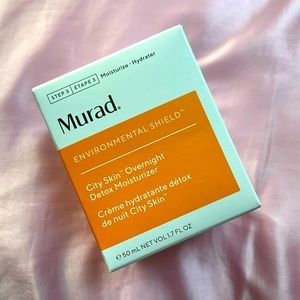 STEP 3 | ÉTAPE 3 Moisturize · Hydrater
Murad.
ENVIRONMENTAL SHIELD™
City Skin™ Overnight
Detox Moisturizer
Crème hydratante détox
de nuit City Skin™
e 50 mL NET VOL 1.7 FL OZ